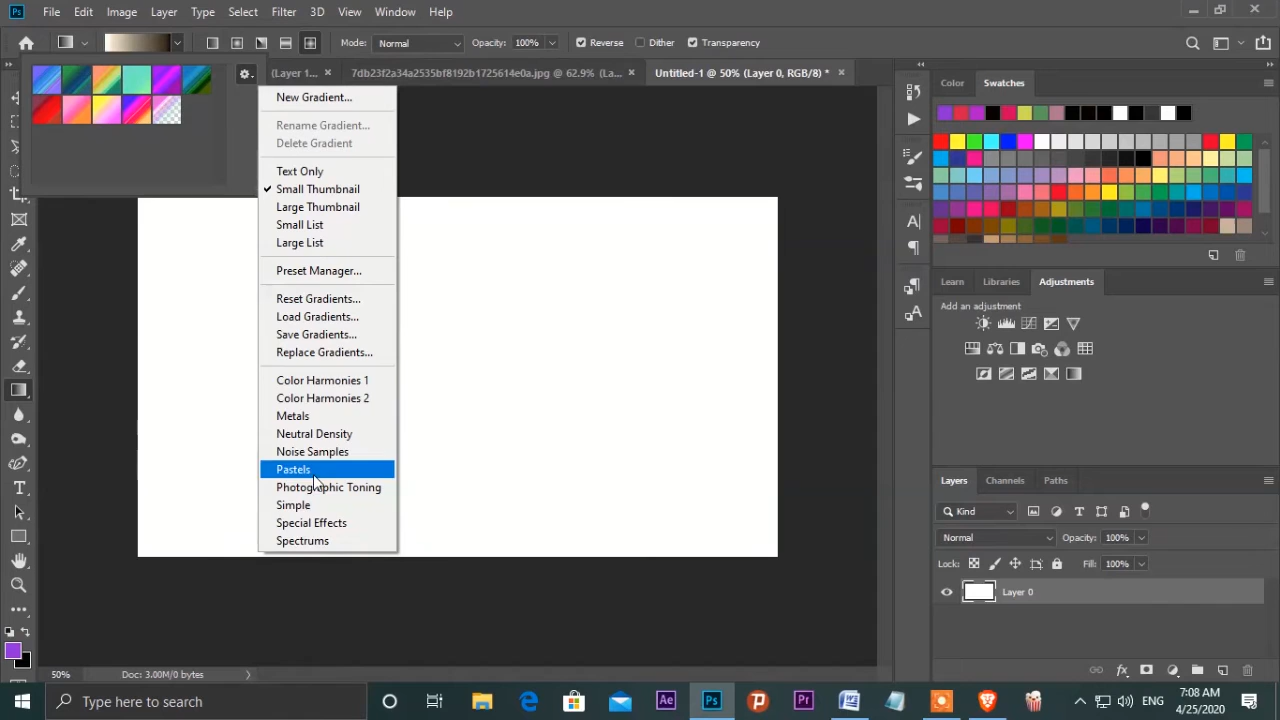 Ps File Edit Image Layer Type Select Filter 3D View Window Help
Mode: Normal Opacity: 100% Reverse Dither Transparency
(Layer 1... × 7db23f2a34a2535bf8192b1725614e0a.jpg @ 62.9% (La... × Untitled-1 @ 50% (Layer 0, RGB/8) * ×
New Gradient...
Rename Gradient...
Delete Gradient
Text Only
Small Thumbnail
Large Thumbnail
Small List
Large List
Preset Manager...
Reset Gradients...
Load Gradients...
Save Gradients...
Replace Gradients...
Color Harmonies 1
Color Harmonies 2
Metals
Neutral Density
Noise Samples
Pastels
Photographic Toning
Simple
Special Effects
Spectrums
Color Swatches
Learn Libraries Adjustments
Add an adjustment
Layers Channels Paths
Kind
Normal Opacity: 100%
Lock: Fill: 100%
Layer 0
50% Doc: 3.00M/0 bytes
Type here to search
Ae Ps Pr
ENG
7:08 AM
4/25/2020